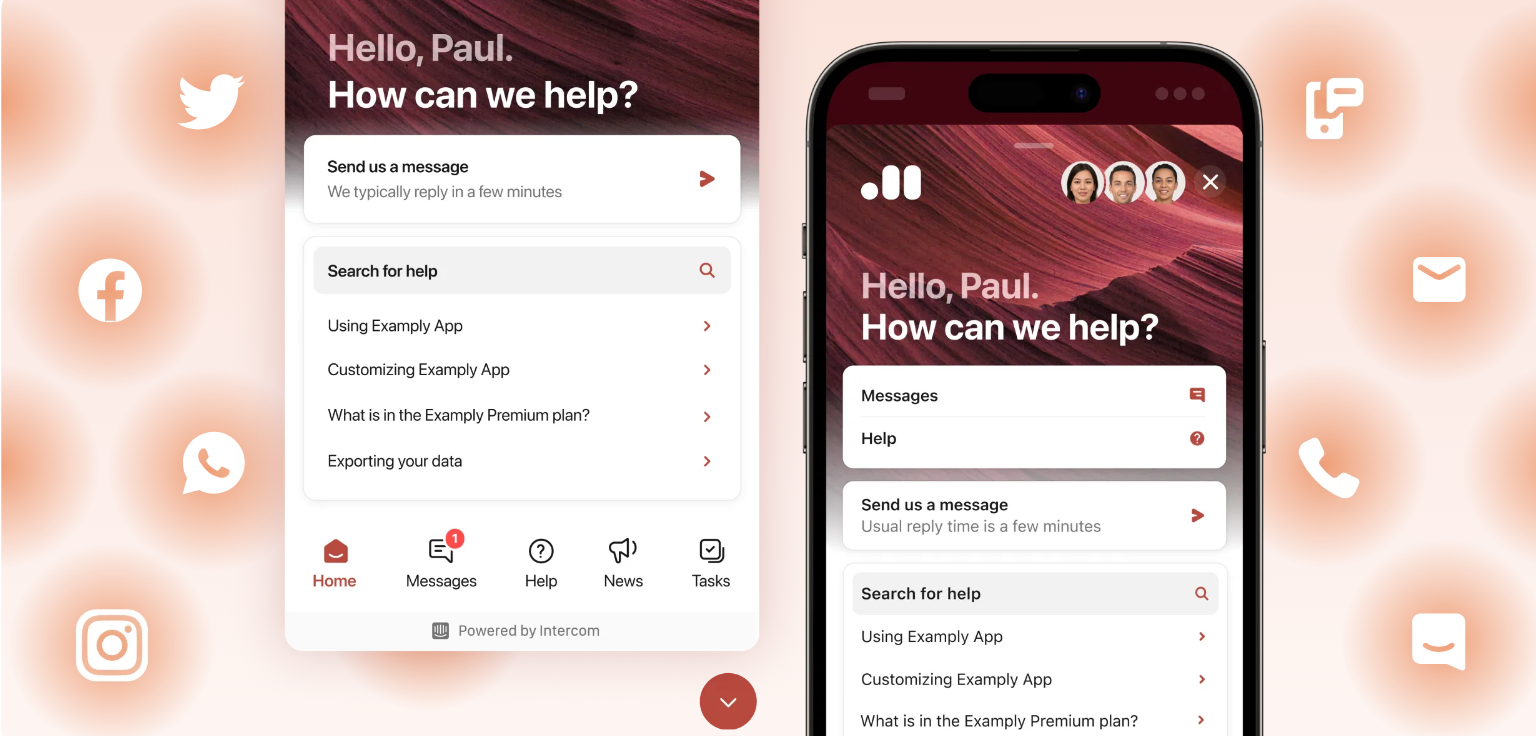 Hello, Paul.
How can we help?
Send us a message
We typically reply in a few minutes
Search for help
Using Examply App
Customizing Examply App
What is in the Examply Premium plan?
Exporting your data
1
Home
Messages
Help
News
Tasks
Powered by Intercom
Hello, Paul.
How can we help?
Messages
Help
Send us a message
Usual reply time is a few minutes
Search for help
Using Examply App
Customizing Examply App
What is in the Examply Premium plan?